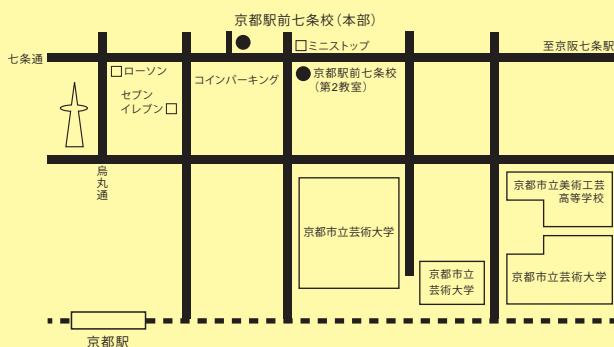 京都駅前七条校(本部)
七条通
ミニストップ
至京阪七条駅
ローソン
コインパーキング
京都駅前七条校
(第2教室)
セブン
イレブン
烏丸通
京都市立芸術大学
京都市立美術工芸
高等学校
京都市立
芸術大学
京都市立芸術大学
京都駅